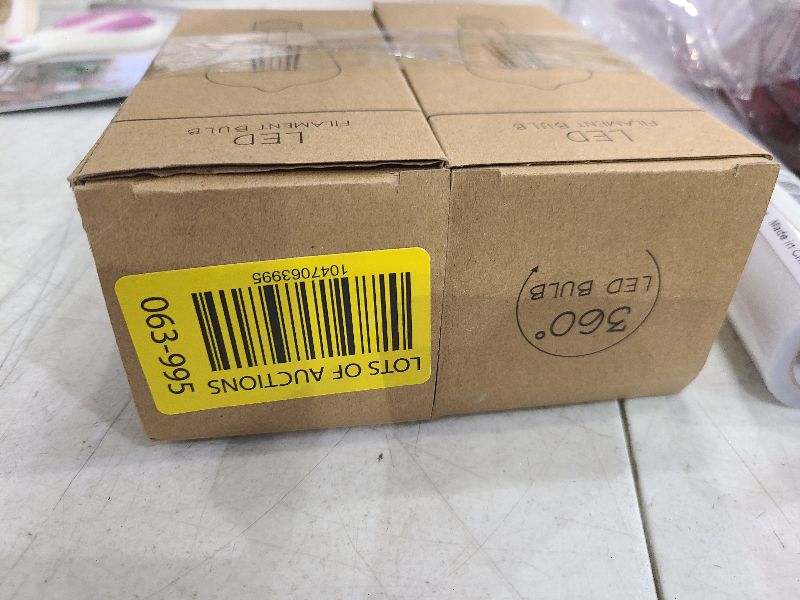 LED
FILAMENT BULB
LED
FILAMENT BULB
LOTS OF AUCTIONS
1047063995
063-995
360°
LED BULB
Made in